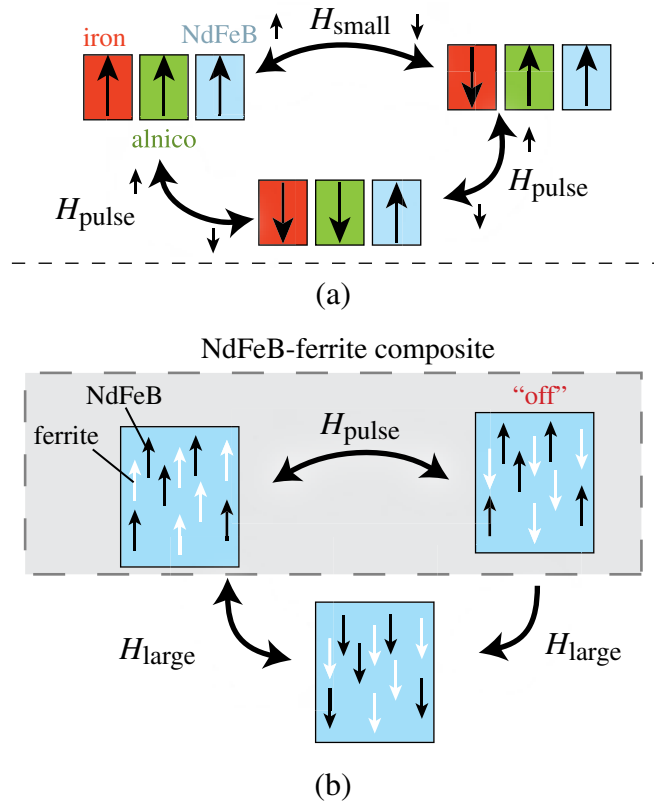 iron
NdFeB
H_small
alnico
H_pulse
H_pulse
(a)
NdFeB-ferrite composite
NdFeB
ferrite
H_pulse
“off”
H_large
H_large
(b)